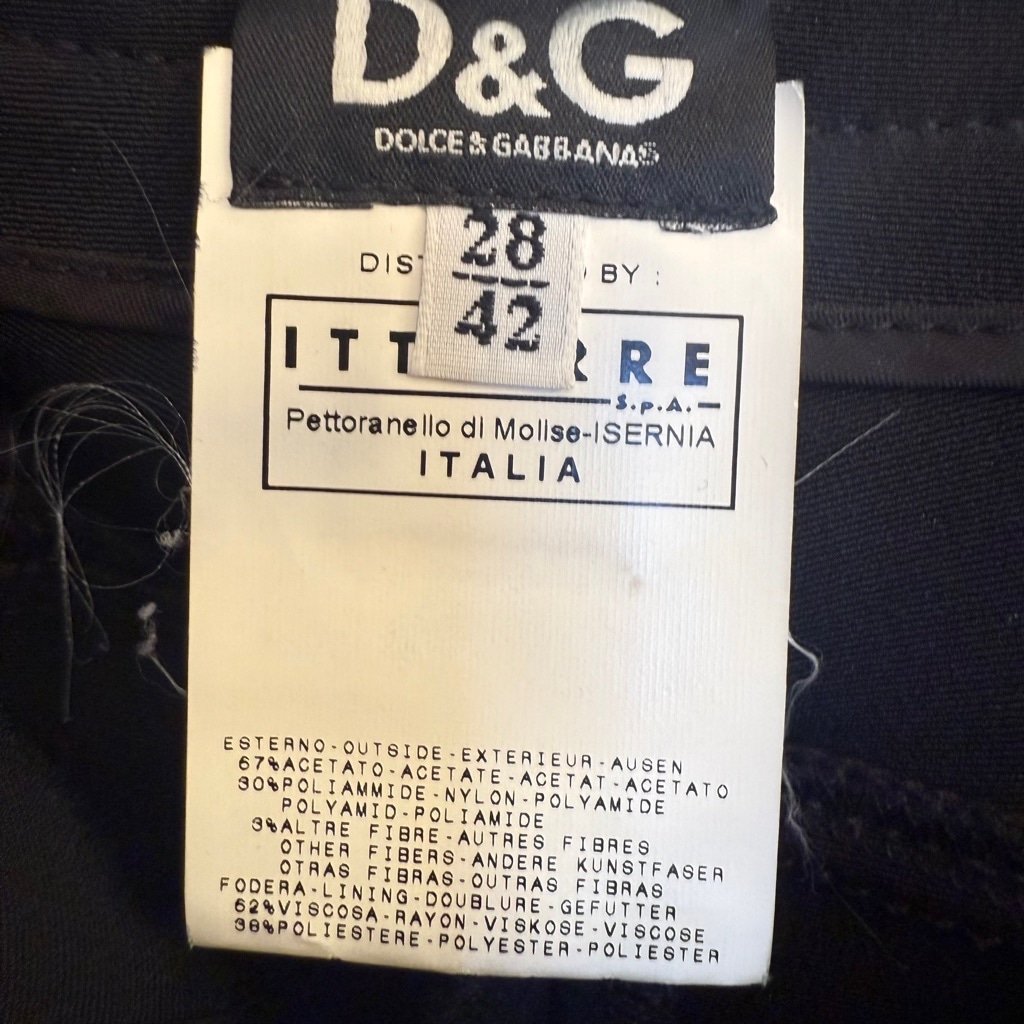 D&G
DOLCE & GABBANA
28
42
BY :
S.p.A.
Pettoranello di Molise-ISERNIA
ITALIA
ESTERNO-OUTSIDE-EXTERIEUR-AUSEN
67%ACETATO-ACETATE-ACETAT-ACETATO
30%POLIAMMIDE-NYLON-POLYAMIDE
POLYAMID-POLIAMIDE
3%ALTRE FIBRE-AUTRES FIBRES
OTHER FIBERS-ANDERE KUNSTFASER
OTRAS FIBRAS-OUTRAS FIBRAS
FODERA-LINING-DOUBLURE-GEFUTTER
62%VISCOSA-RAYON-VISKOSE-VISCOSE
38%POLIESTERE-POLYESTER-POLIESTER